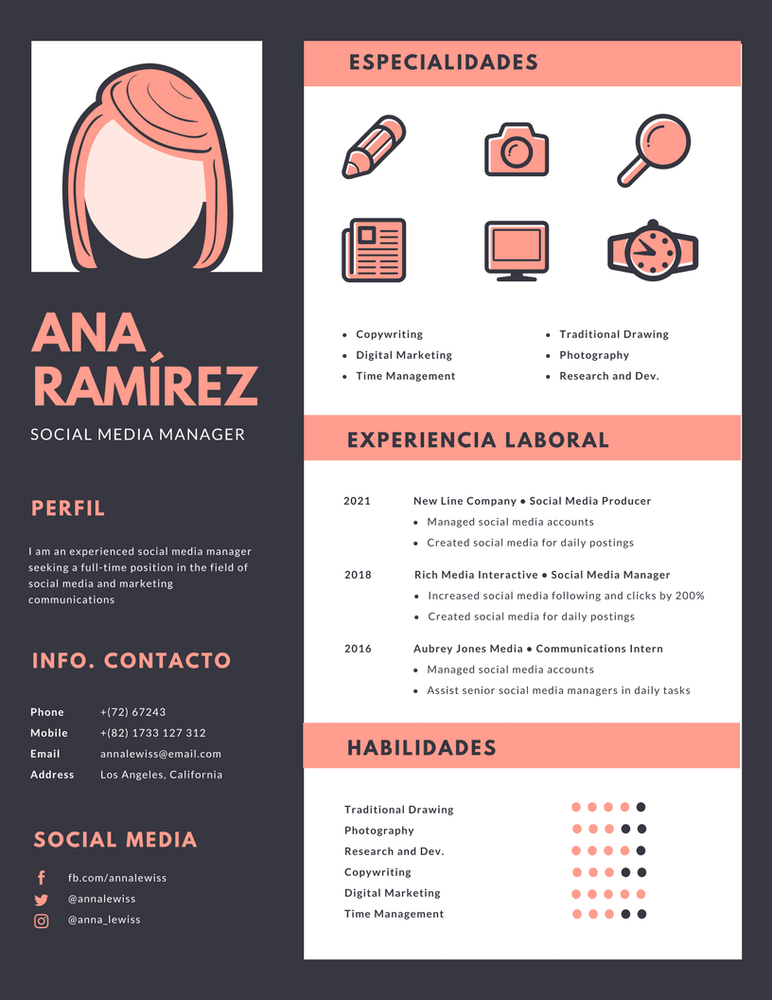 ANA
RAMÍREZ
SOCIAL MEDIA MANAGER
PERFIL
I am an experienced social media manager
seeking a full-time position in the field of
social media and marketing
communications
INFO. CONTACTO
Phone +(72) 67243
Mobile +(82) 1733 127 312
Email annalewiss@email.com
Address Los Angeles, California
SOCIAL MEDIA
fb.com/annalewiss
@annalewiss
@anna_lewiss
ESPECIALIDADES
• Copywriting
• Digital Marketing
• Time Management
• Traditional Drawing
• Photography
• Research and Dev.
EXPERIENCIA LABORAL
2021 New Line Company • Social Media Producer
• Managed social media accounts
• Created social media for daily postings
2018 Rich Media Interactive • Social Media Manager
• Increased social media following and clicks by 200%
• Created social media for daily postings
2016 Aubrey Jones Media • Communications Intern
• Managed social media accounts
• Assist senior social media managers in daily tasks
HABILIDADES
Traditional Drawing
Photography
Research and Dev.
Copywriting
Digital Marketing
Time Management